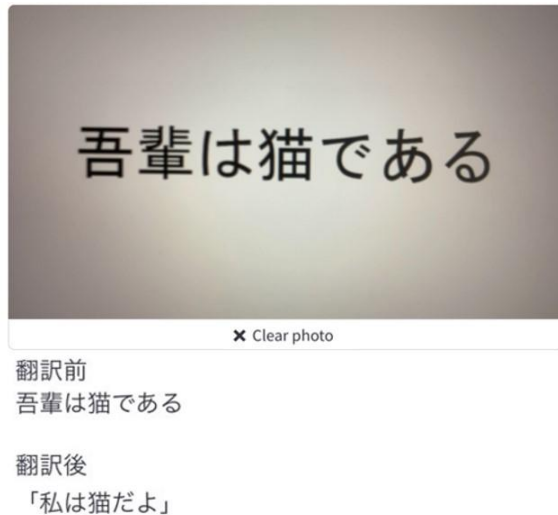 吾輩は猫である
✖ Clear photo
翻訳前
吾輩は猫である
翻訳後
「私は猫だよ」